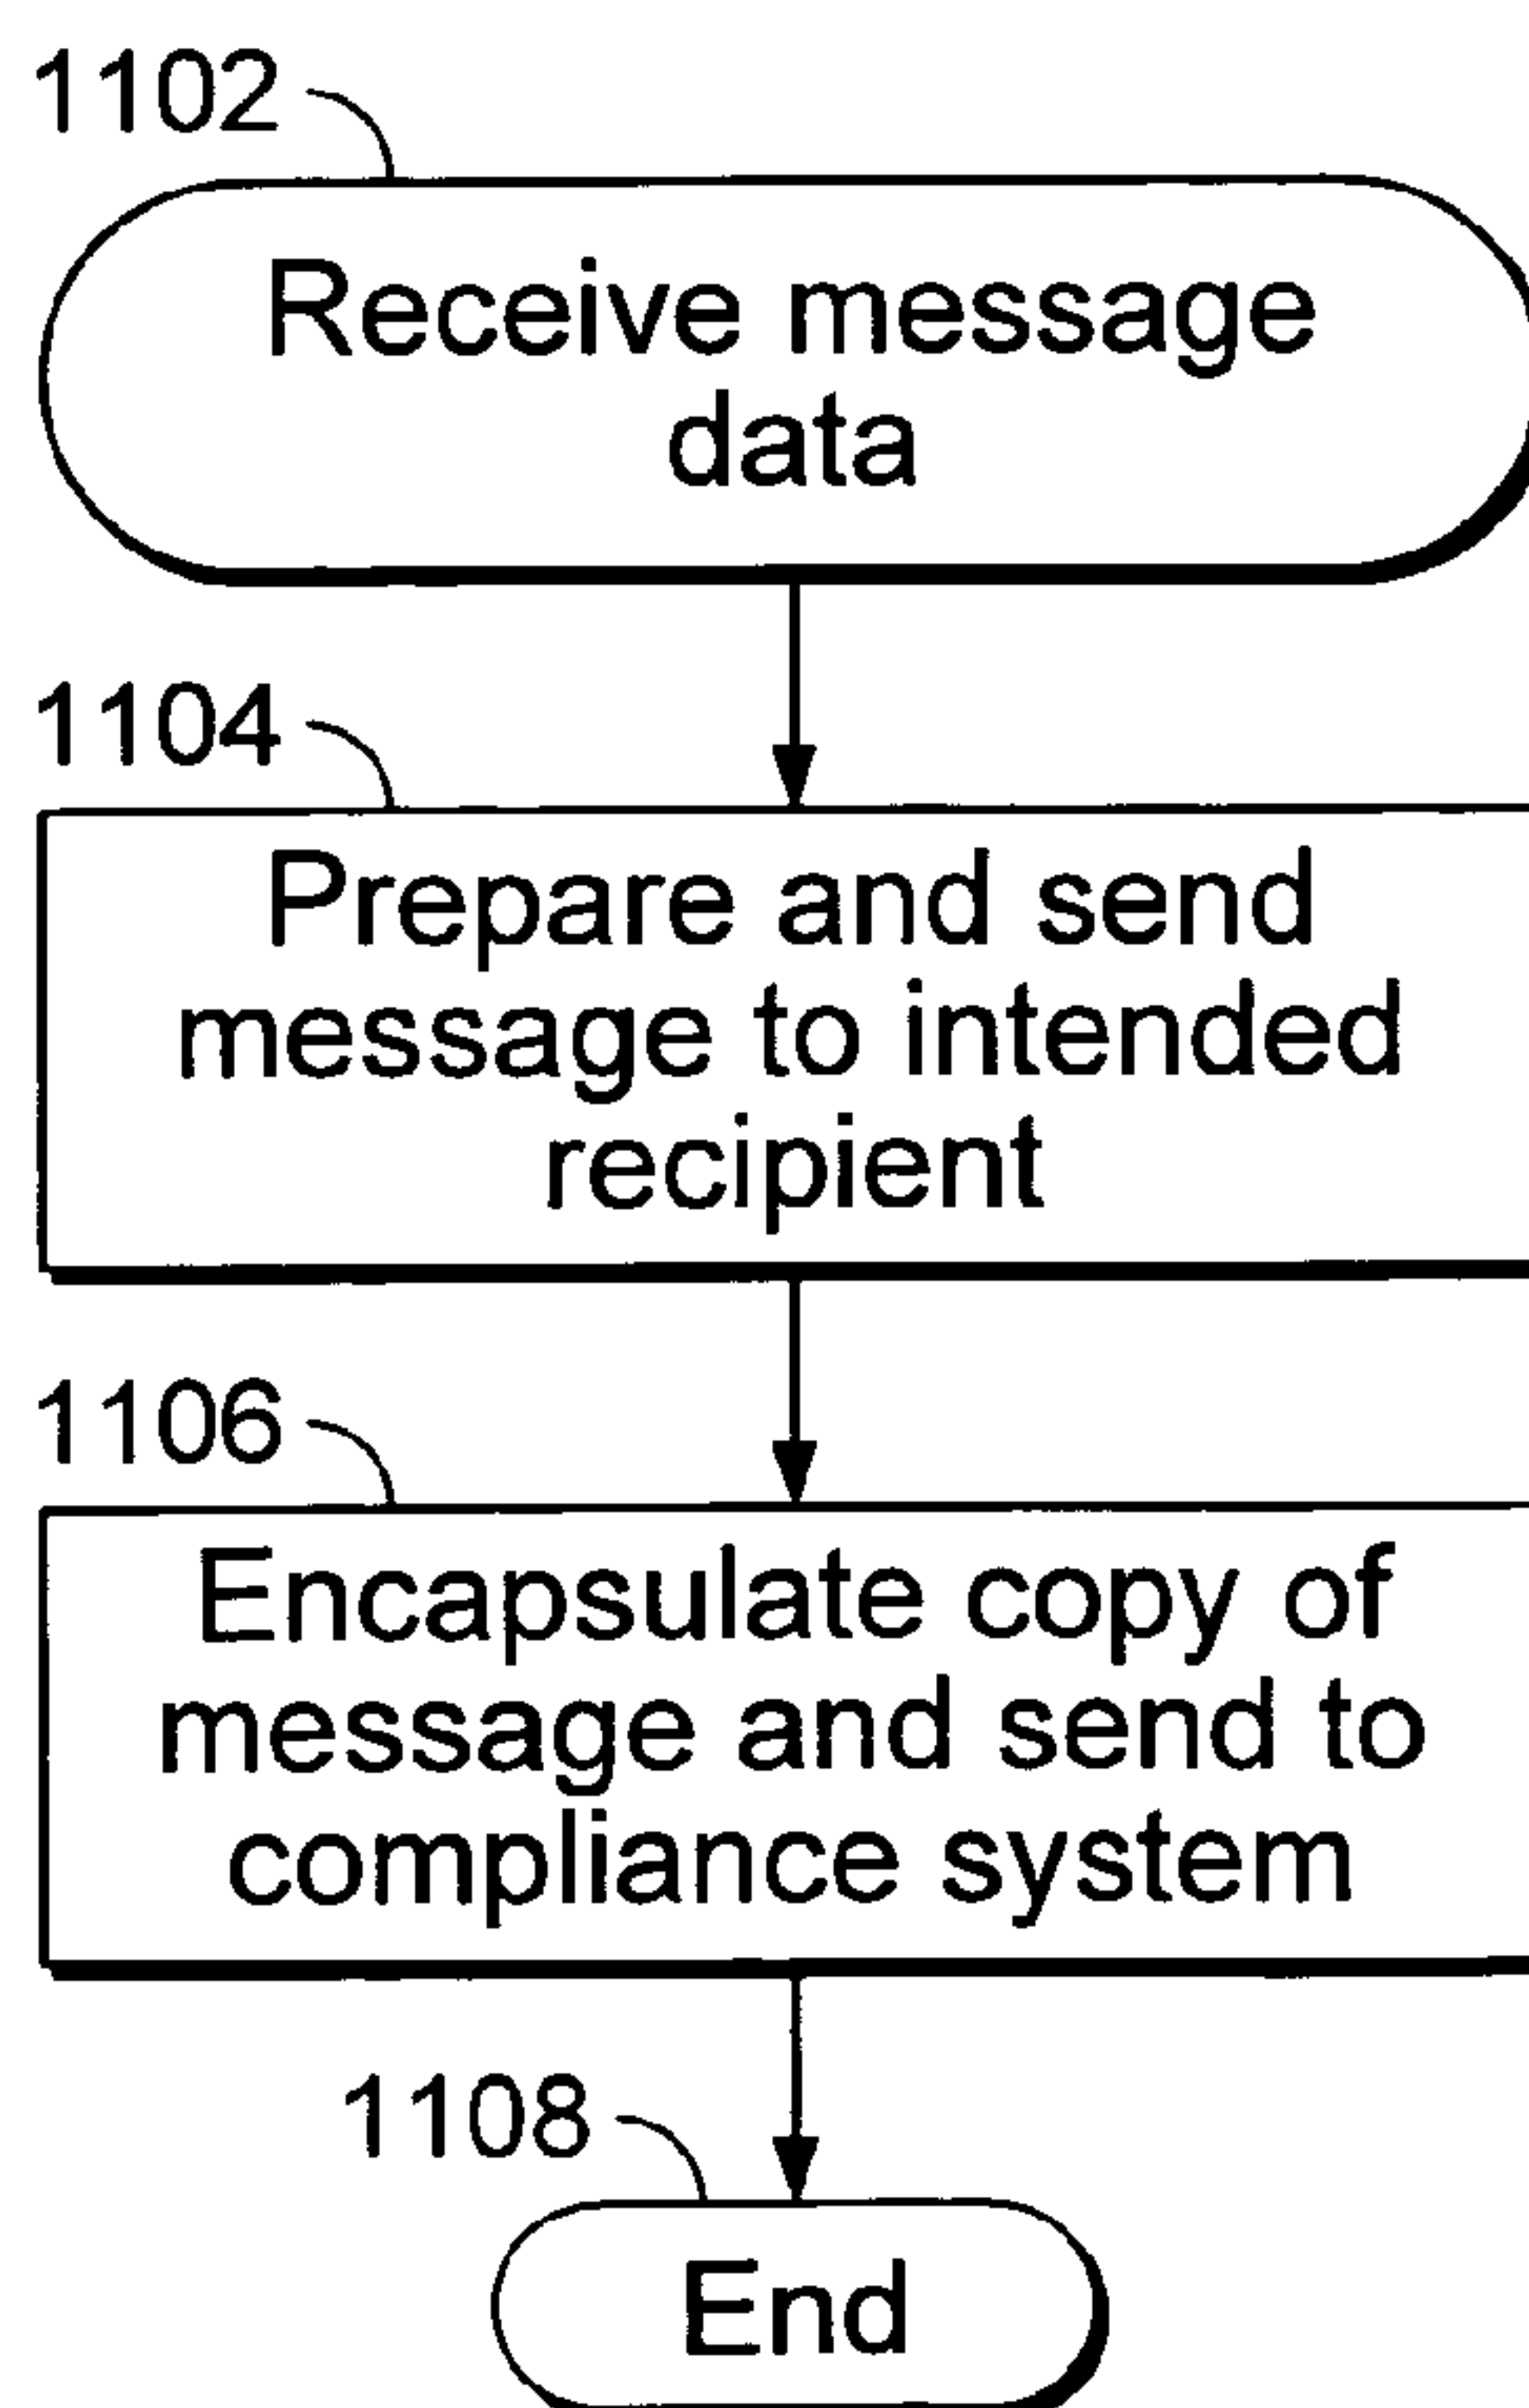 1102
Receive message
data
1104
Prepare and send
message to intended
recipient
1106
Encapsulate copy of
message and send to
compliance system
1108
End